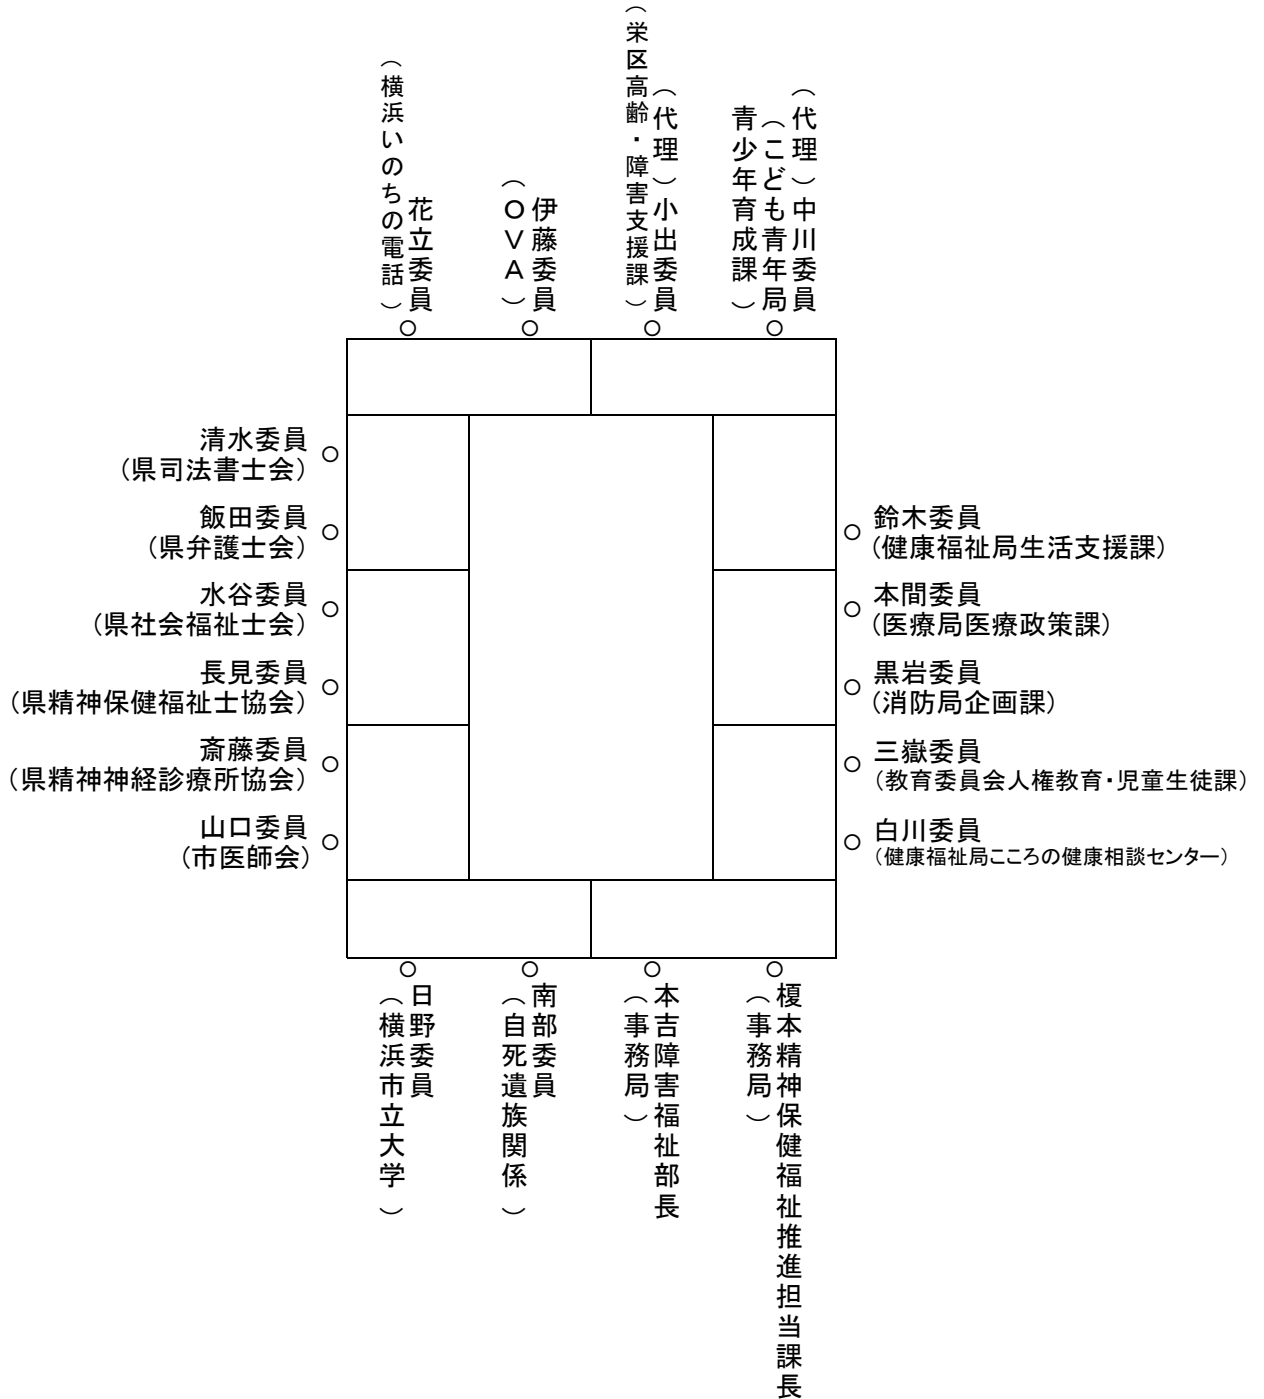 （代理）中川委員
（こども青年局
青少年育成課）
（代理）小出委員
（栄区高齢・障害支援課）
伊藤委員
（ＯＶＡ）
花立委員
（横浜いのちの電話）
清水委員
（県司法書士会）
飯田委員
（県弁護士会）
水谷委員
（県社会福祉士会）
長見委員
（県精神保健福祉士協会）
斎藤委員
（県精神神経診療所協会）
山口委員
（市医師会）
鈴木委員
（健康福祉局生活支援課）
本間委員
（医療局医療政策課）
黒岩委員
（消防局企画課）
三嶽委員
（教育委員会人権教育・児童生徒課）
白川委員
（健康福祉局こころの健康相談センター）
榎本精神保健福祉推進担当課長
（事務局）
本吉障害福祉部長
（事務局）
南部委員
（自死遺族関係）
日野委員
（横浜市立大学）